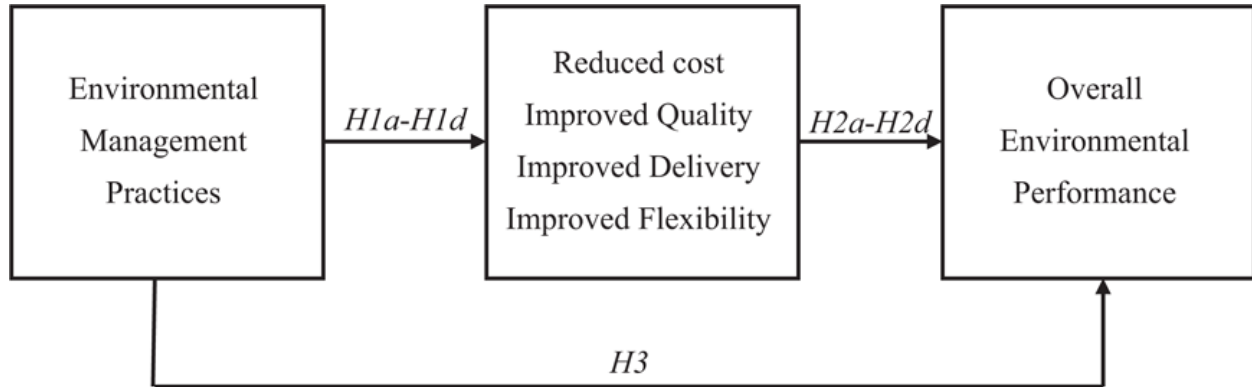 Environmental
Management
Practices
H1a-H1d
Reduced cost
Improved Quality
Improved Delivery
Improved Flexibility
H2a-H2d
Overall
Environmental
Performance
H3